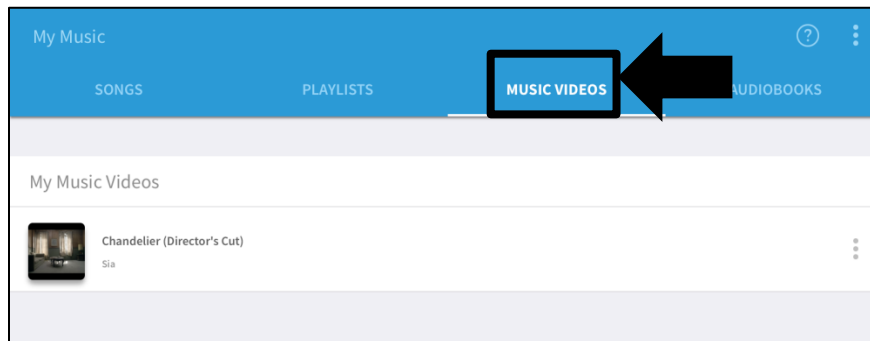 My Music
SONGS PLAYLISTS MUSIC VIDEOS AUDIOBOOKS
My Music Videos
Chandelier (Director's Cut)
Sia